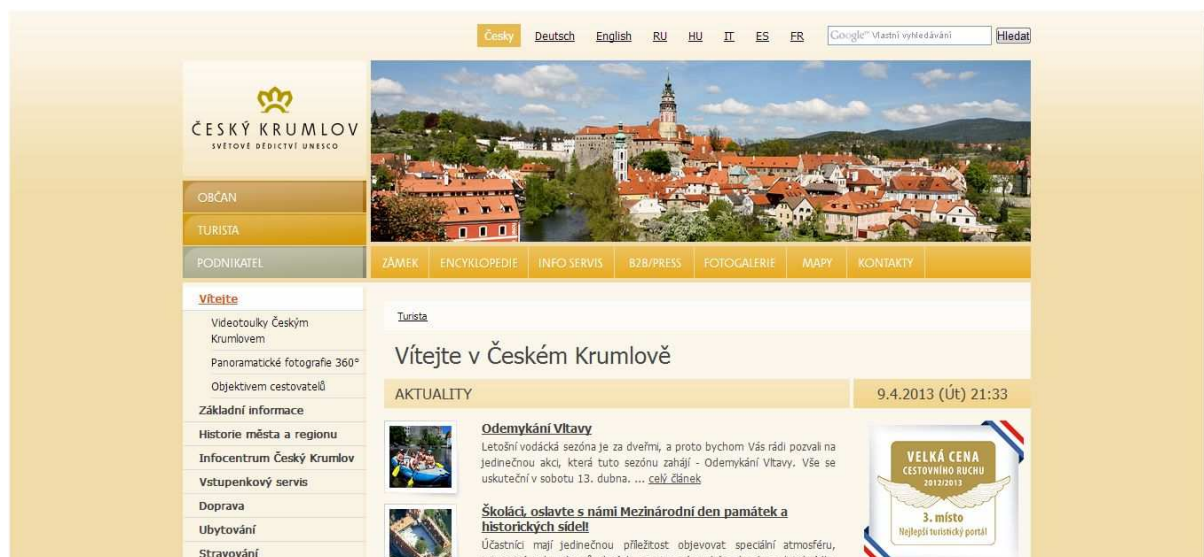 Česky Deutsch English RU HU IT ES FR Google™ Vlastní vyhledávání Hledat
ČESKÝ KRUMLOV
SVĚTOVÉ DĚDICTVÍ UNESCO
OBČAN
TURISTA
PODNIKATEL
ZÁMEK ENCYKLOPEDIE INFO SERVIS B2B/PRESS FOTOGALERIE MAPY KONTAKTY
Vítejte
Videotoulky Českým
Krumlovem
Panoramatické fotografie 360°
Objektivem cestovatelů
Základní informace
Historie města a regionu
Infocentrum Český Krumlov
Vstupenkový servis
Doprava
Ubytování
Stravování
Turista
Vítejte v Českém Krumlově
AKTUALITY
9.4.2013 (Út) 21:33
Odemykání Vltavy
Letošní vodácká sezóna je za dveřmi, a proto bychom Vás rádi pozvali na
jedinečnou akci, která tuto sezónu zahájí - Odemykání Vltavy. Vše se
uskuteční v sobotu 13. dubna. ... celý článek
Školáci, oslavte s námi Mezinárodní den památek a
historických sídel!
Účastníci mají jedinečnou příležitost objevovat speciální atmosféru,
VELKÁ CENA
CESTOVNÍHO RUCHU
2012/2013
3. místo
Nejlepší turistický portál